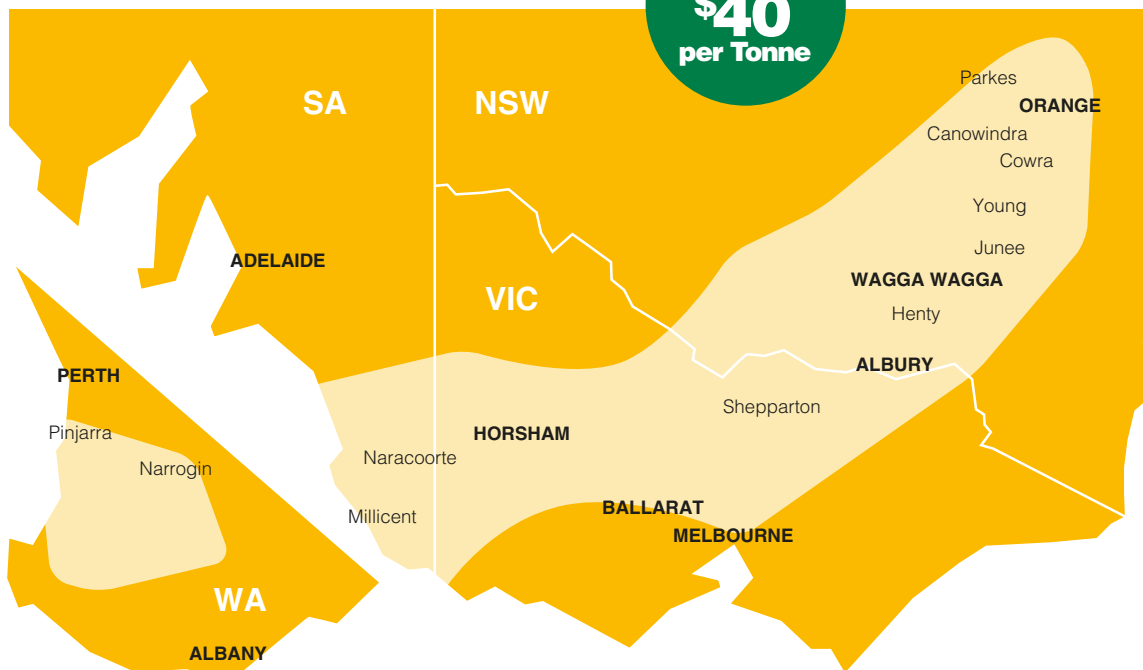 $40
per Tonne
SA
NSW
Parkes
ORANGE
Canowindra
Cowra
Young
Junee
ADELAIDE
WAGGA WAGGA
VIC
Henty
ALBURY
PERTH
Shepparton
Pinjarra
HORSHAM
Naracoorte
Narrogin
BALLARAT
Millicent
MELBOURNE
WA
ALBANY